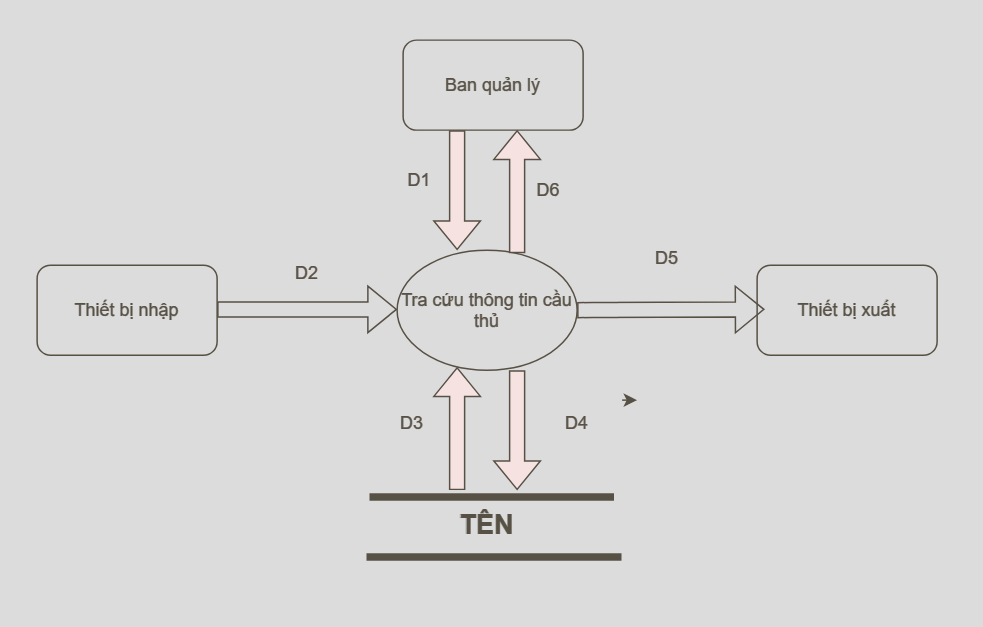 Ban quản lý
D1
D6
D2
D5
Thiết bị nhập
Tra cứu thông tin cầu
thủ
Thiết bị xuất
D3
D4
TÊN